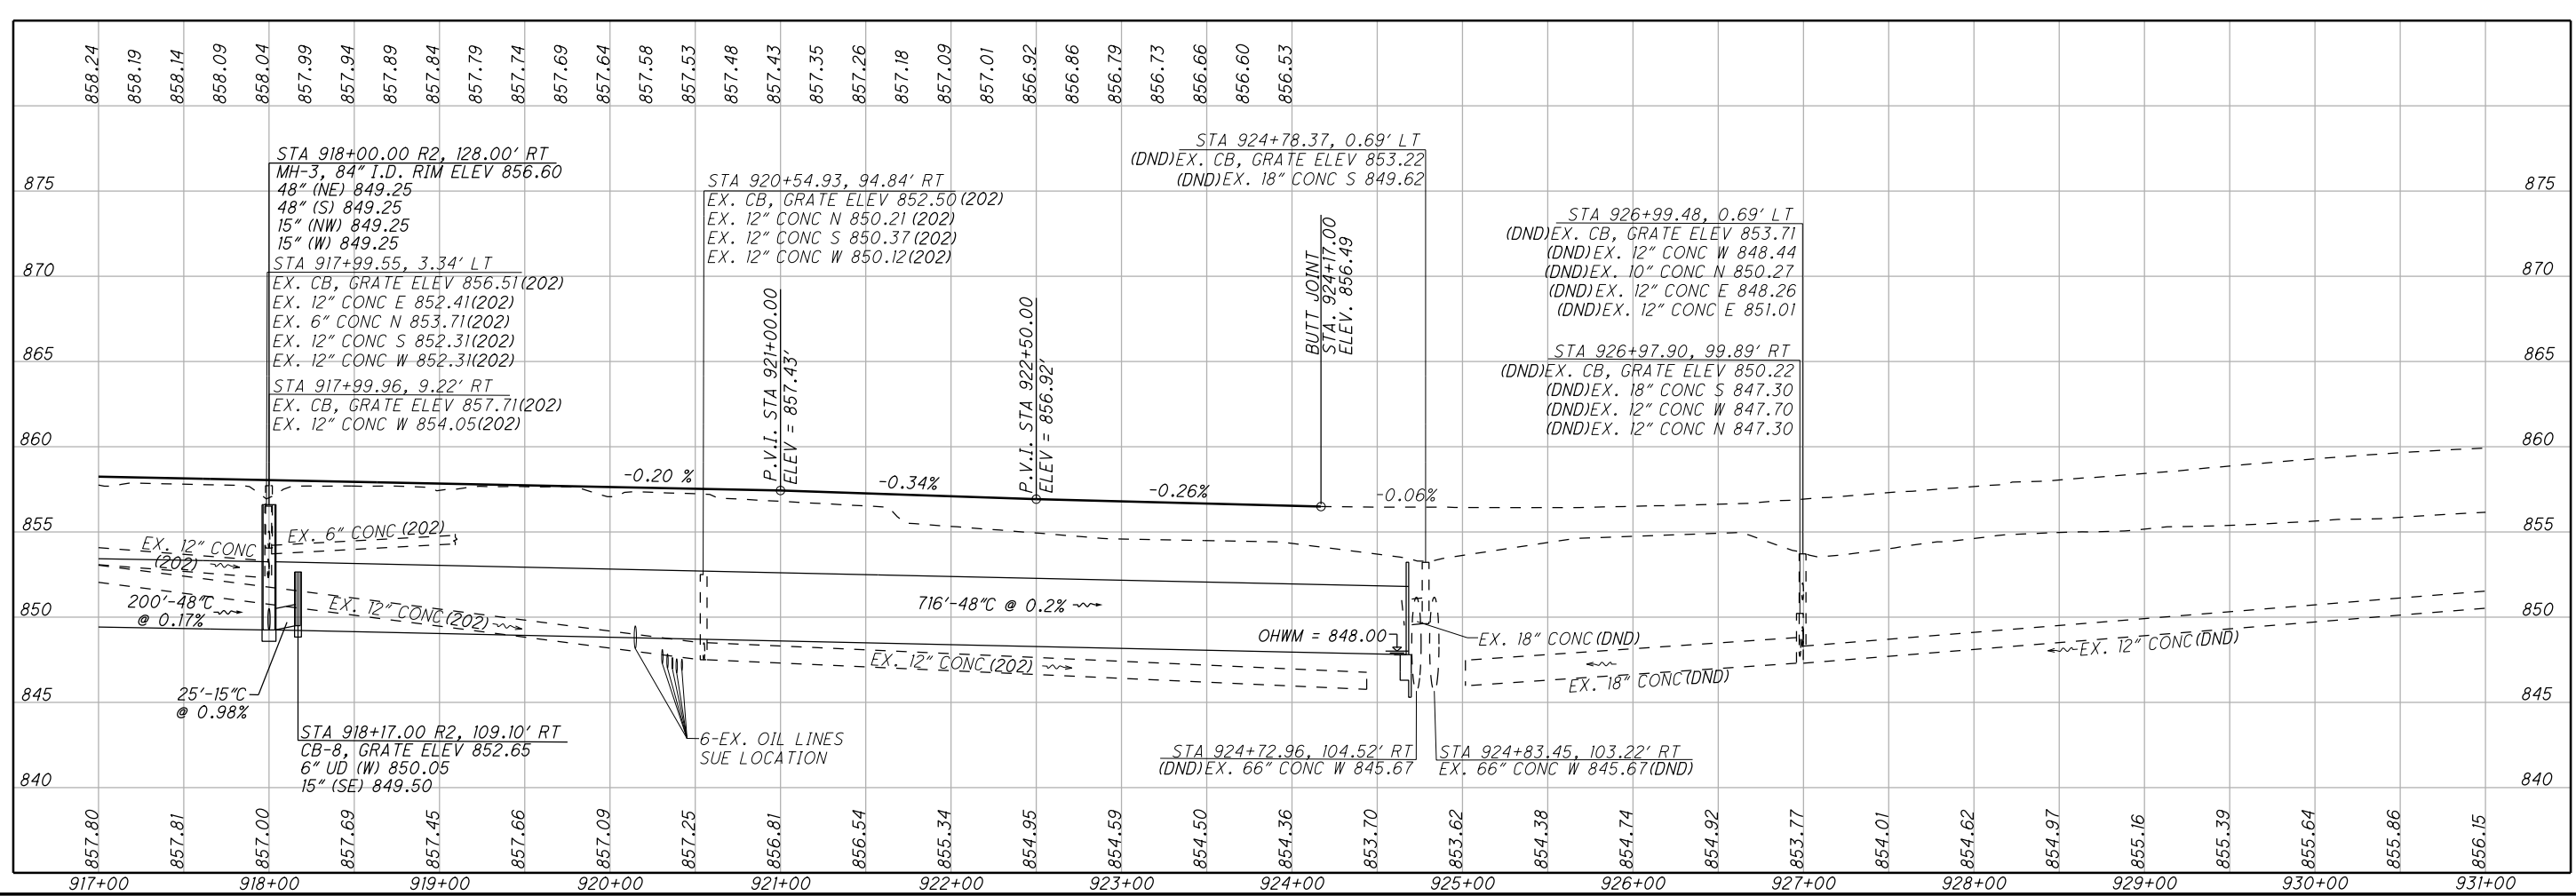 858.24
858.19
858.14
858.09
858.04
857.99
857.94
857.89
857.84
857.79
857.74
857.69
857.64
857.58
857.53
857.48
857.43
857.35
857.26
857.18
857.09
857.01
856.92
856.86
856.79
856.73
856.66
856.60
856.53
STA 918+00.00 R2, 128.00' RT
MH-3, 84" I.D. RIM ELEV 856.60
48" (NE) 849.25
48" (S) 849.25
15" (NW) 849.25
15" (W) 849.25
STA 917+99.55, 3.34' LT
EX. CB, GRATE ELEV 856.51(202)
EX. 12" CONC E 852.41(202)
EX. 6" CONC N 853.71(202)
EX. 12" CONC S 852.31(202)
EX. 12" CONC W 852.31(202)
STA 917+99.96, 9.22' RT
EX. CB, GRATE ELEV 857.71(202)
EX. 12" CONC W 854.05(202)
STA 920+54.93, 94.84' RT
EX. CB, GRATE ELEV 852.50(202)
EX. 12" CONC N 850.21(202)
EX. 12" CONC S 850.37(202)
EX. 12" CONC W 850.12(202)
P.V.I. STA 921+00.00
ELEV = 857.43'
P.V.I. STA 922+50.00
ELEV = 856.92'
BUTT JOINT
STA. 924+17.00
ELEV. 856.49
STA 924+78.37, 0.69' LT
(DND)EX. CB, GRATE ELEV 853.22
(DND)EX. 18" CONC S 849.62
STA 926+99.48, 0.69' LT
(DND)EX. CB, GRATE ELEV 853.71
(DND)EX. 12" CONC W 848.44
(DND)EX. 10" CONC N 850.27
(DND)EX. 12" CONC E 848.26
(DND)EX. 12" CONC E 851.01
STA 926+97.90, 99.89' RT
(DND)EX. CB, GRATE ELEV 850.22
(DND)EX. 18" CONC S 847.30
(DND)EX. 12" CONC W 847.70
(DND)EX. 12" CONC N 847.30
875
870
865
860
855
850
845
840
875
870
865
860
855
850
845
840
-0.20 %
-0.34%
-0.26%
-0.06%
EX. 12" CONC
(202)
EX. 6" CONC (202)
200'-48"C
@ 0.17%
EX. 12" CONC(202)
716'-48"C @ 0.2%
OHWM = 848.00
EX. 18" CONC(DND)
EX. 12" CONC(202)
EX. 18" CONC(DND)
EX. 12" CONC(DND)
25'-15"C
@ 0.98%
STA 918+17.00 R2, 109.10' RT
CB-8, GRATE ELEV 852.65
6" UD (W) 850.05
15" (SE) 849.50
6-EX. OIL LINES
SUE LOCATION
STA 924+72.96, 104.52' RT
(DND)EX. 66" CONC W 845.67
STA 924+83.45, 103.22' RT
EX. 66" CONC W 845.67(DND)
857.80
857.81
857.00
857.69
857.45
857.66
857.09
857.25
856.81
856.54
855.34
854.95
854.59
854.50
854.36
853.70
853.62
854.38
854.74
854.92
853.77
854.01
854.62
854.97
855.16
855.39
855.64
855.86
856.15
917+00
918+00
919+00
920+00
921+00
922+00
923+00
924+00
925+00
926+00
927+00
928+00
929+00
930+00
931+00